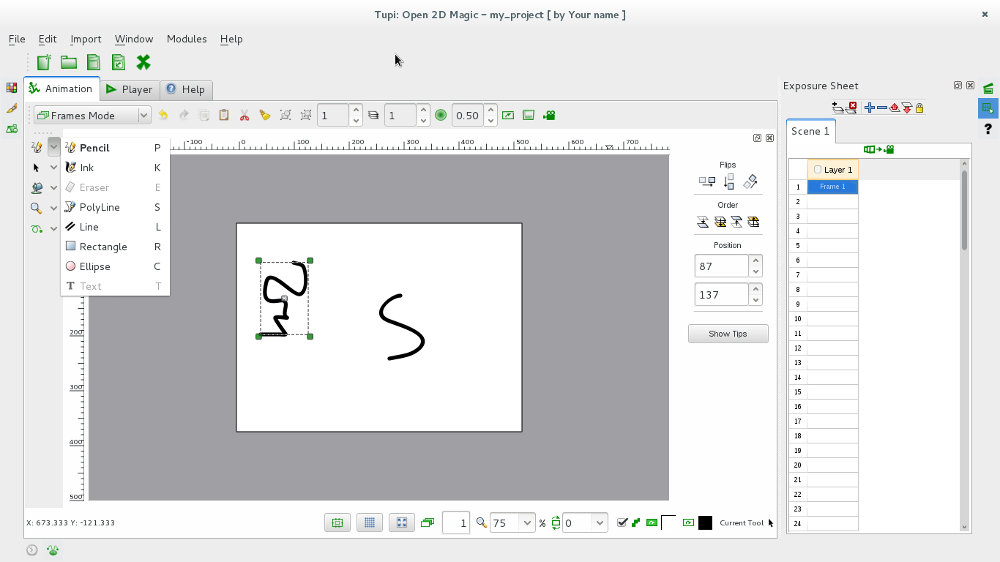 Tupi: Open 2D Magic – my_project [ by Your name ]
File Edit Import Window Modules Help
Animation Player Help
Frames Mode 1 1 0.50
Exposure Sheet
Scene 1
Layer 1
Frame 1
1
2
3
4
5
6
7
8
9
10
11
12
13
14
15
16
17
18
19
20
21
22
23
24
Pencil P
Ink K
Eraser E
PolyLine S
Line L
Rectangle R
Ellipse C
Text T
-100 0 100 200 300 400 500 600 700
200
300
400
500
S
Flips
Order
Position
87
137
Show Tips
X: 673.333 Y: -121.333
1 75 % 0 Current Tool